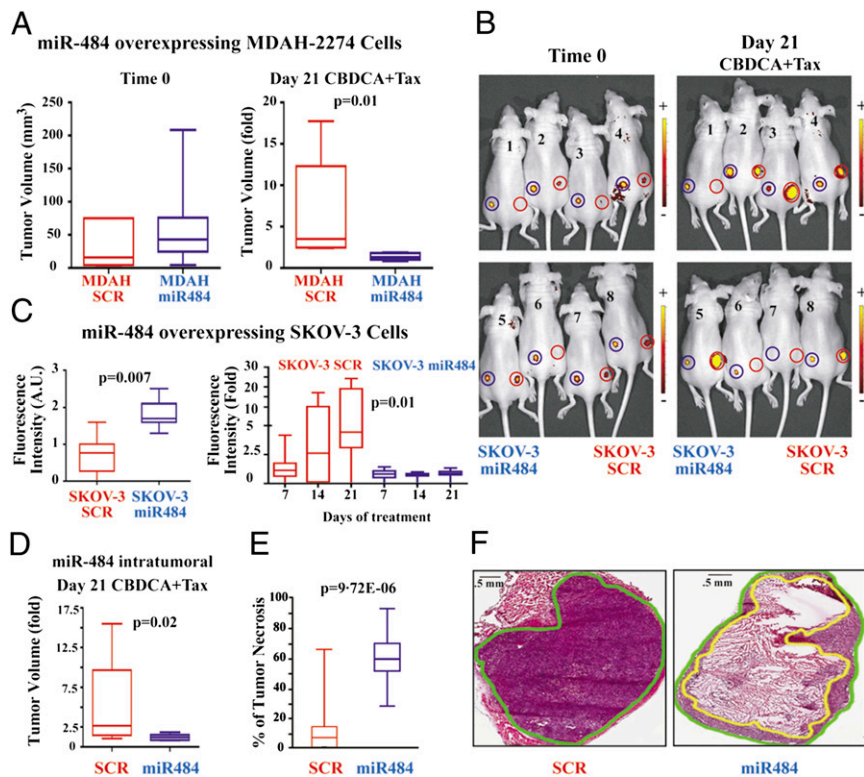 A
miR-484 overexpressing MDAH-2274 Cells
Time 0
Tumor Volume (mm³)
250
200
150
100
50
0
MDAH
SCR
MDAH
miR484
Day 21 CBDCA+Tax
p=0.01
Tumor Volume (fold)
20
15
10
5
0
MDAH
SCR
MDAH
miR484
B
Time 0
Day 21
CBDCA+Tax
1
2
3
4
+
-
1
2
3
4
+
-
5
6
7
8
+
-
5
6
7
8
+
-
SKOV-3
miR484
SKOV-3
SCR
SKOV-3
miR484
SKOV-3
SCR
C
miR-484 overexpressing SKOV-3 Cells
Fluorescence
Intensity (A.U.)
3
2
1
0
p=0.007
SKOV-3
SCR
SKOV-3
miR484
Fluorescence
Intensity (Fold)
30
20
10
5
2.5
0
SKOV-3 SCR
SKOV-3 miR484
p=0.01
7
14
21
7
14
21
Days of treatment
D
miR-484 intratumoral
Day 21 CBDCA+Tax
Tumor Volume (fold)
17.5
12.5
7.5
2.5
0
p=0.02
SCR
miR484
E
p=9·72E-06
% of Tumor Necrosis
100
80
60
40
20
10
0
SCR
miR484
F
.5 mm
.5 mm
SCR
miR484